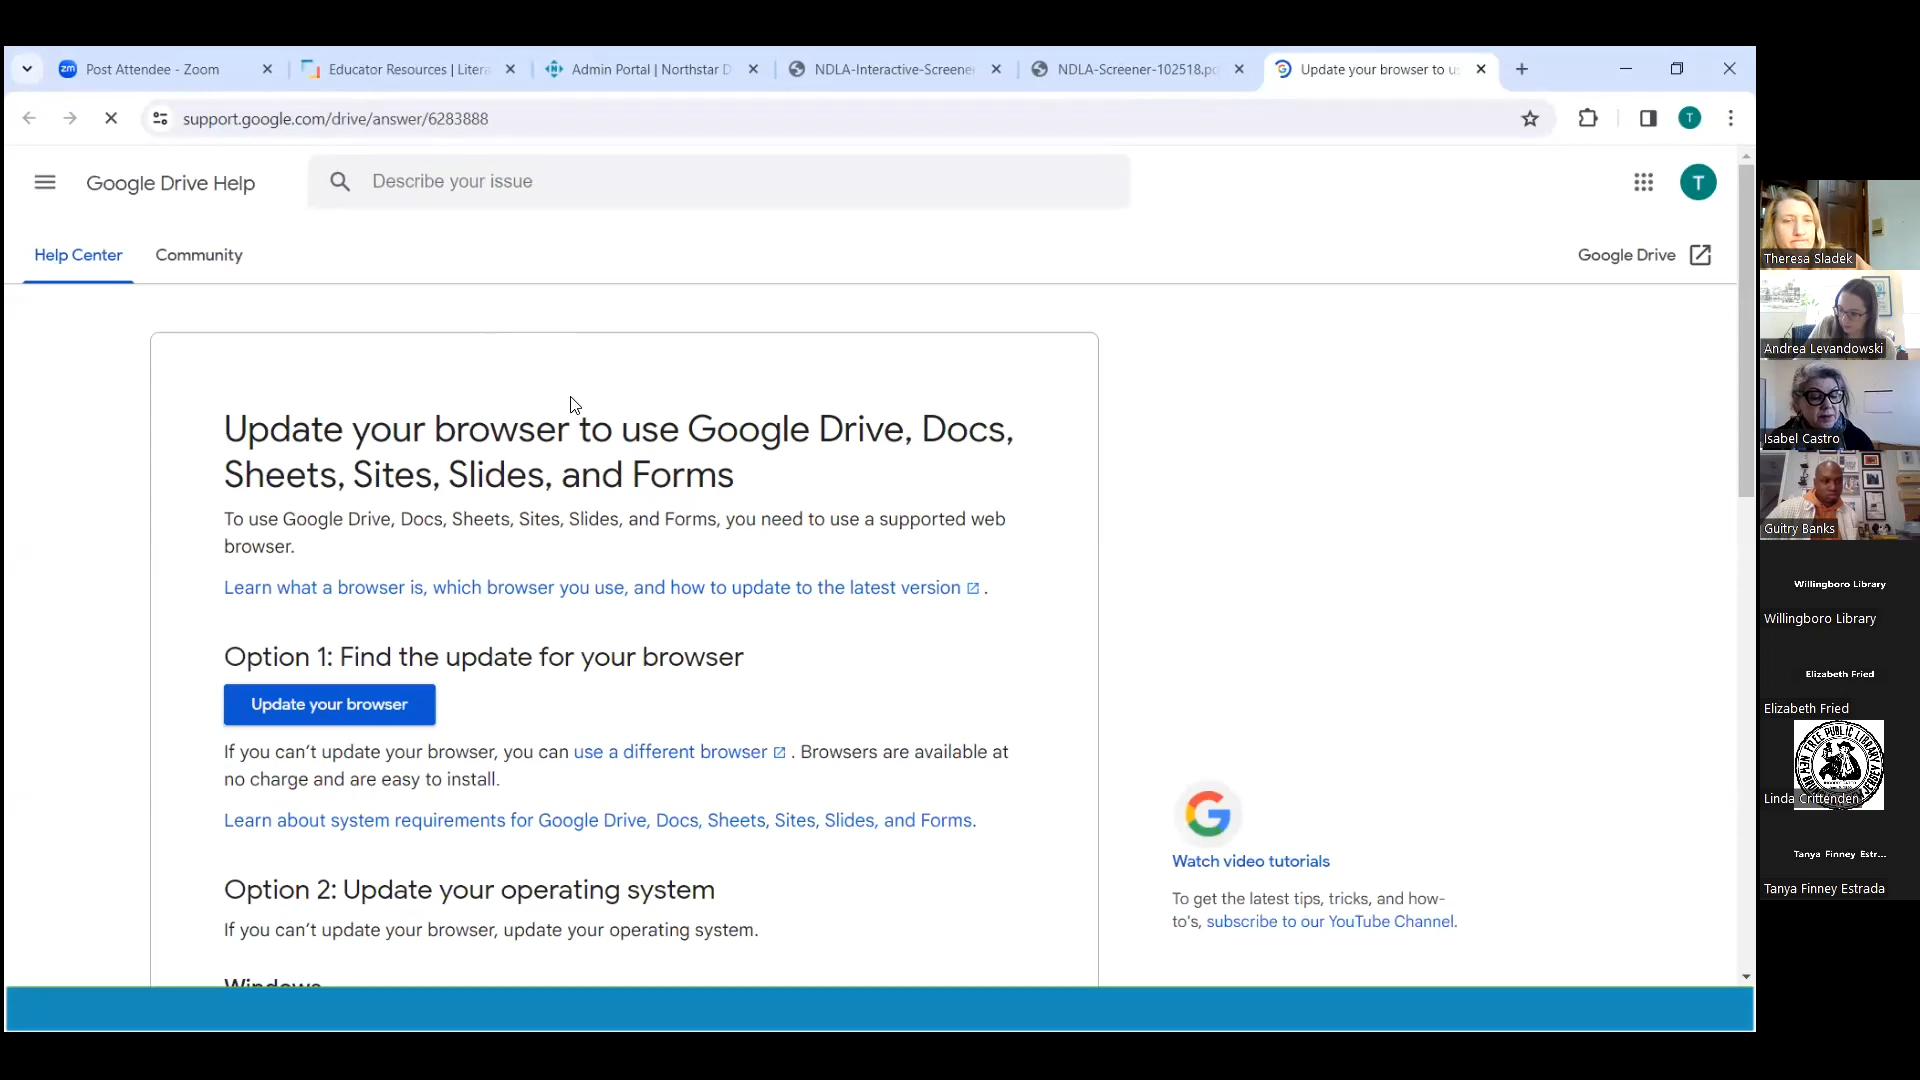 Post Attendee - Zoom
Educator Resources | Litera
Admin Portal | Northstar D
NDLA-Interactive-Screene
NDLA-Screener-102518.pd
Update your browser to us
support.google.com/drive/answer/6283888
T
Google Drive Help
Describe your issue
T
Help Center
Community
Google Drive
Update your browser to use Google Drive, Docs,
Sheets, Sites, Slides, and Forms
To use Google Drive, Docs, Sheets, Sites, Slides, and Forms, you need to use a supported web
browser.
Learn what a browser is, which browser you use, and how to update to the latest version .
Option 1: Find the update for your browser
Update your browser
If you can’t update your browser, you can use a different browser . Browsers are available at
no charge and are easy to install.
Learn about system requirements for Google Drive, Docs, Sheets, Sites, Slides, and Forms.
Option 2: Update your operating system
If you can’t update your browser, update your operating system.
Windows
Watch video tutorials
To get the latest tips, tricks, and how-
to's, subscribe to our YouTube Channel.
Theresa Sladek
Andrea Levandowski
Isabel Castro
Guitry Banks
Willingboro Library
Willingboro Library
Elizabeth Fried
Elizabeth Fried
FREE PUBLIC LIBRARY
Linda Crittenden
Tanya Finney Estr...
Tanya Finney Estrada